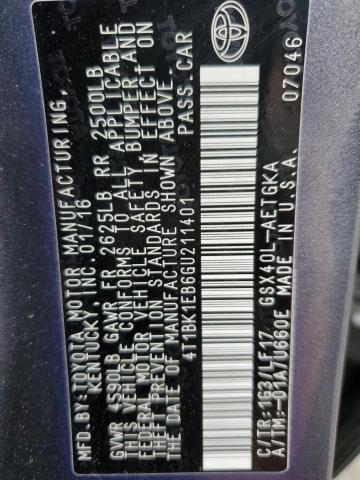 MFD.BY:TOYOTA MOTOR MANUFACTURING,
KENTUCKY INC.01/16
GVWR 4590LB GAWR FR 2625LB RR 2500LB
THIS VEHICLE CONFORMS TO ALL APPLICABLE
FEDERAL MOTOR VEHICLE SAFETY, BUMPER,AND
THEFT PREVENTION STANDARDS IN EFFECT ON
THE DATE OF MANUFACTURE SHOWN ABOVE.
4T1BK1EB6GU211401 PASS.CAR
C/TR:1G3/LF17 GSX40L-AETGKA
A/TM:-01A/U660E MADE IN U.S.A. 07046